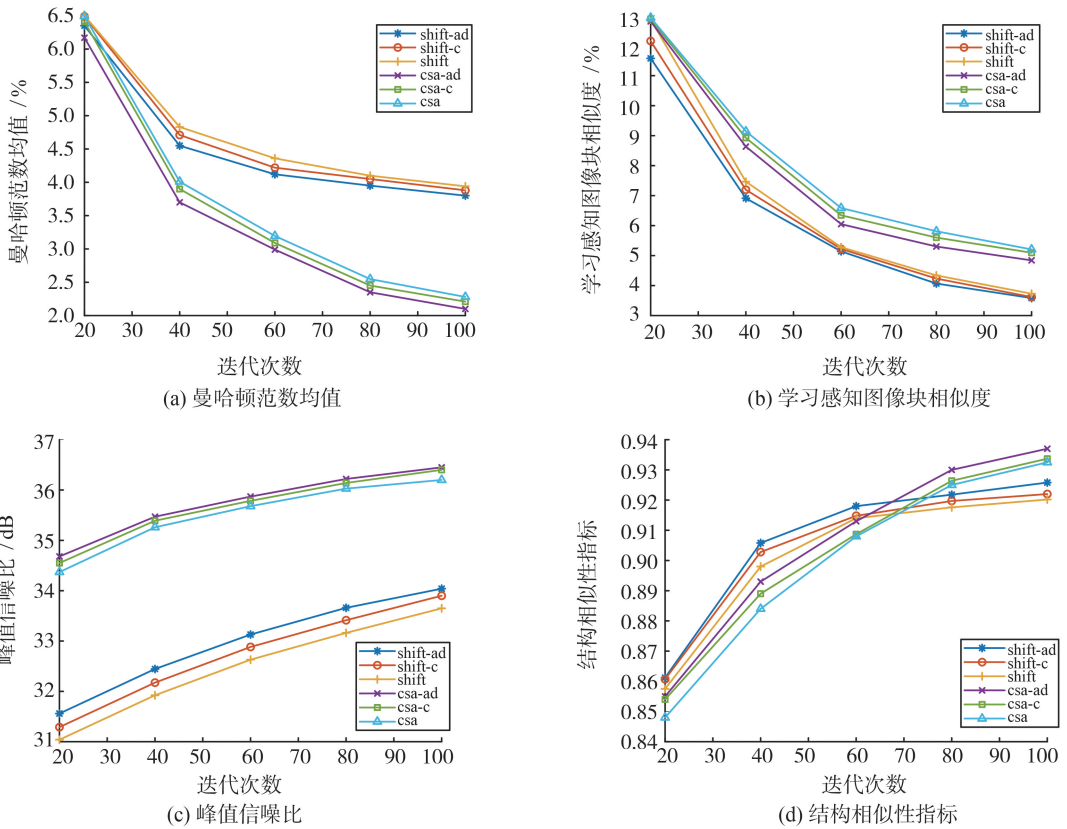 曼哈顿范数均值 /%
6.5
6.0
5.5
5.0
4.5
4.0
3.5
3.0
2.5
2.0
20 30 40 50 60 70 80 90 100
shift-ad
shift-c
shift
csa-ad
csa-c
csa
迭代次数
(a) 曼哈顿范数均值
学习感知图像块相似度 /%
13
12
11
10
9
8
7
6
5
4
3
20 30 40 50 60 70 80 90 100
shift-ad
shift-c
shift
csa-ad
csa-c
csa
迭代次数
(b) 学习感知图像块相似度
峰值信噪比 /dB
37
36
35
34
33
32
31
20 30 40 50 60 70 80 90 100
shift-ad
shift-c
shift
csa-ad
csa-c
csa
迭代次数
(c) 峰值信噪比
结构相似性指标
0.94
0.93
0.92
0.91
0.90
0.89
0.88
0.87
0.86
0.85
0.84
20 30 40 50 60 70 80 90 100
shift-ad
shift-c
shift
csa-ad
csa-c
csa
迭代次数
(d) 结构相似性指标